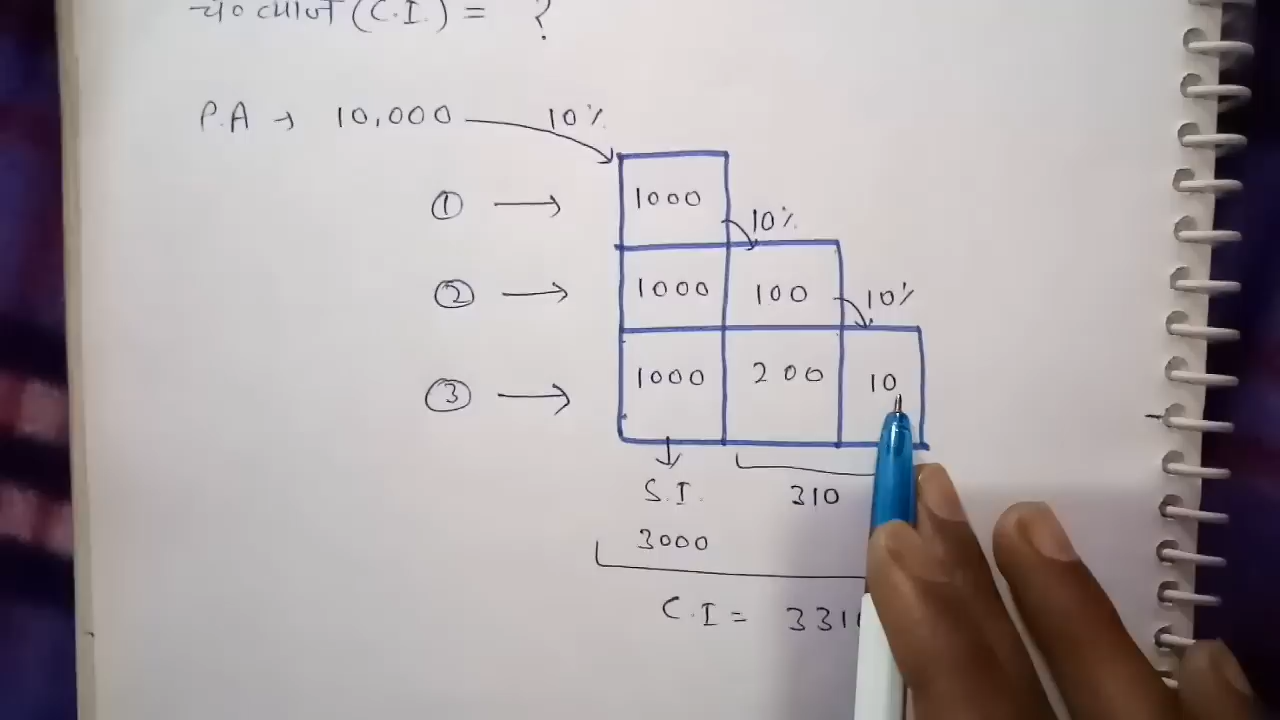 (C.I.) = ?
P.A → 10,000 10%
① → 1000 10%
② → 1000 100 10%
③ → 1000 200 10
S.I. 310
3000
C.I = 331